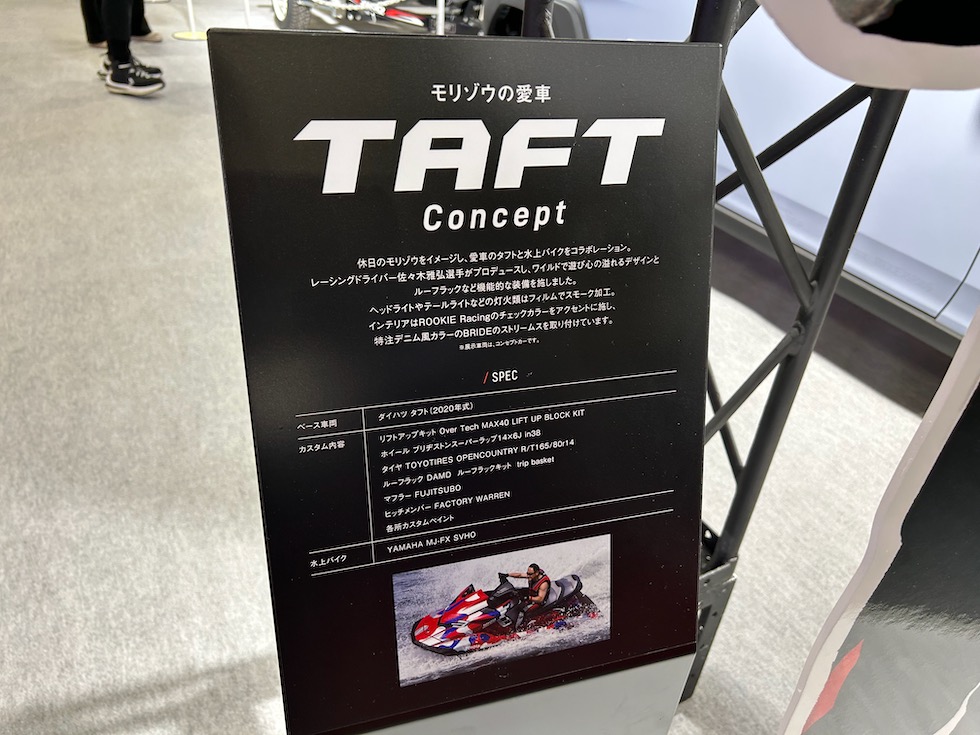 モリゾウの愛車
TAFT
Concept
休日のモリゾウをイメージし、愛車のタフトと水上バイクをコラボレーション。
レーシングドライバー佐々木雅弘選手がプロデュースし、ワイルドで遊び心の溢れるデザインと
ルーフラックなど機能的な装備を施しました。
ヘッドライトやテールライトなどの灯火類はフィルムでスモーク加工。
インテリアはROOKIE Racingのチェックカラーをアクセントに施し、
特注デニム風カラーのBRIDEのストリームスを取り付けています。
※展示車両は、コンセプトカーです。
/ SPEC
ベース車両 ダイハツ タフト(2020年式)
カスタム内容 リフトアップキット Over Tech MAX40 LIFT UP BLOCK KIT
ホイール ブリヂストンスーパーラップ14×6J in38
タイヤ TOYOTIRES OPENCOUNTRY R/T165/80r14
ルーフラック DAMD ルーフラックキット trip basket
マフラー FUJITSUBO
ヒッチメンバー FACTORY WARREN
各所カスタムペイント
水上バイク YAMAHA MJ-FX SVHO